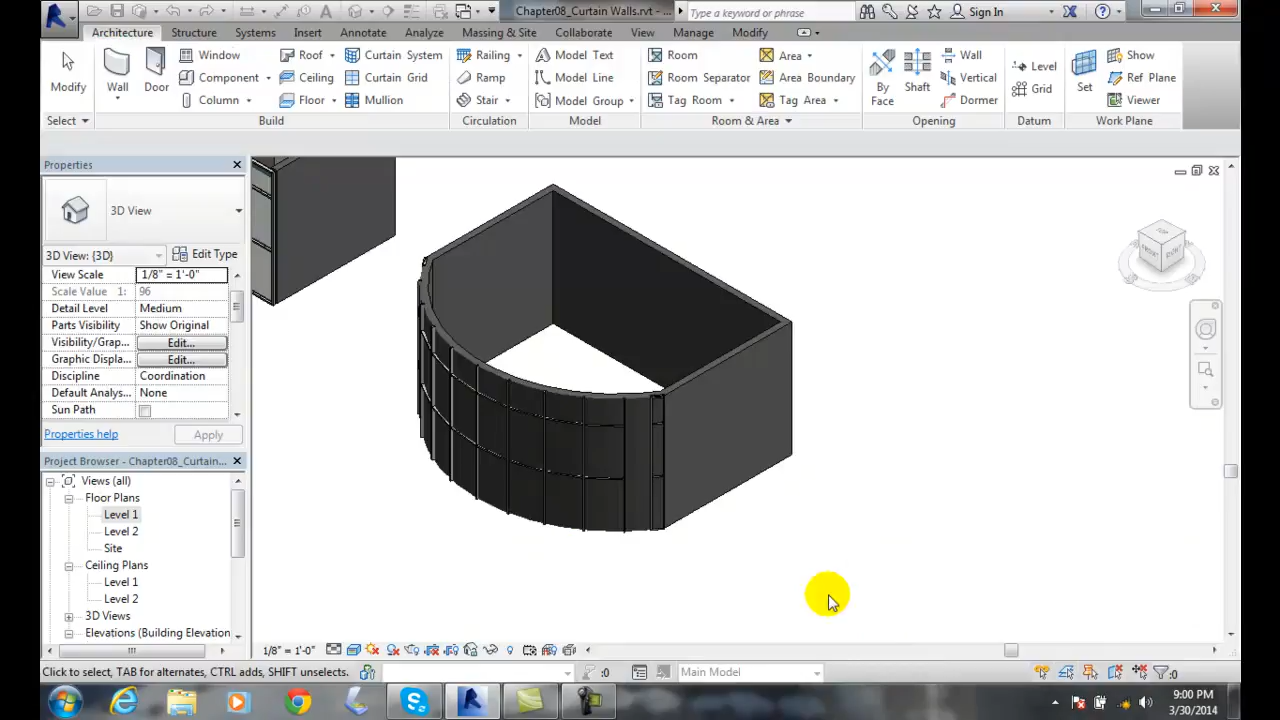 Chapter08_Curtain Walls.rvt - ...
Type a keyword or phrase
Sign In
Architecture Structure Systems Insert Annotate Analyze Massing & Site Collaborate View Manage Modify
Modify
Select
Wall
Door
Window
Component
Column
Roof
Ceiling
Floor
Curtain System
Curtain Grid
Mullion
Build
Railing
Ramp
Stair
Circulation
Model Text
Model Line
Model Group
Model
Room
Room Separator
Tag Room
Area
Area Boundary
Tag Area
Room & Area
By Face
Shaft
Wall
Vertical
Dormer
Opening
Level
Grid
Datum
Set
Show
Ref Plane
Viewer
Work Plane
Properties
3D View
3D View: {3D}
Edit Type
View Scale 1/8" = 1'-0"
Scale Value 1: 96
Detail Level Medium
Parts Visibility Show Original
Visibility/Grap... Edit...
Graphic Displa... Edit...
Discipline Coordination
Default Analys... None
Sun Path
Properties help
Apply
Project Browser - Chapter08_Curtain...
Views (all)
Floor Plans
Level 1
Level 2
Site
Ceiling Plans
Level 1
Level 2
3D Views
Elevations (Building Elevation
TOP
FRONT
RIGHT
1/8" = 1'-0"
Click to select, TAB for alternates, CTRL adds, SHIFT unselects.
:0
Main Model
:0
9:00 PM
3/30/2014